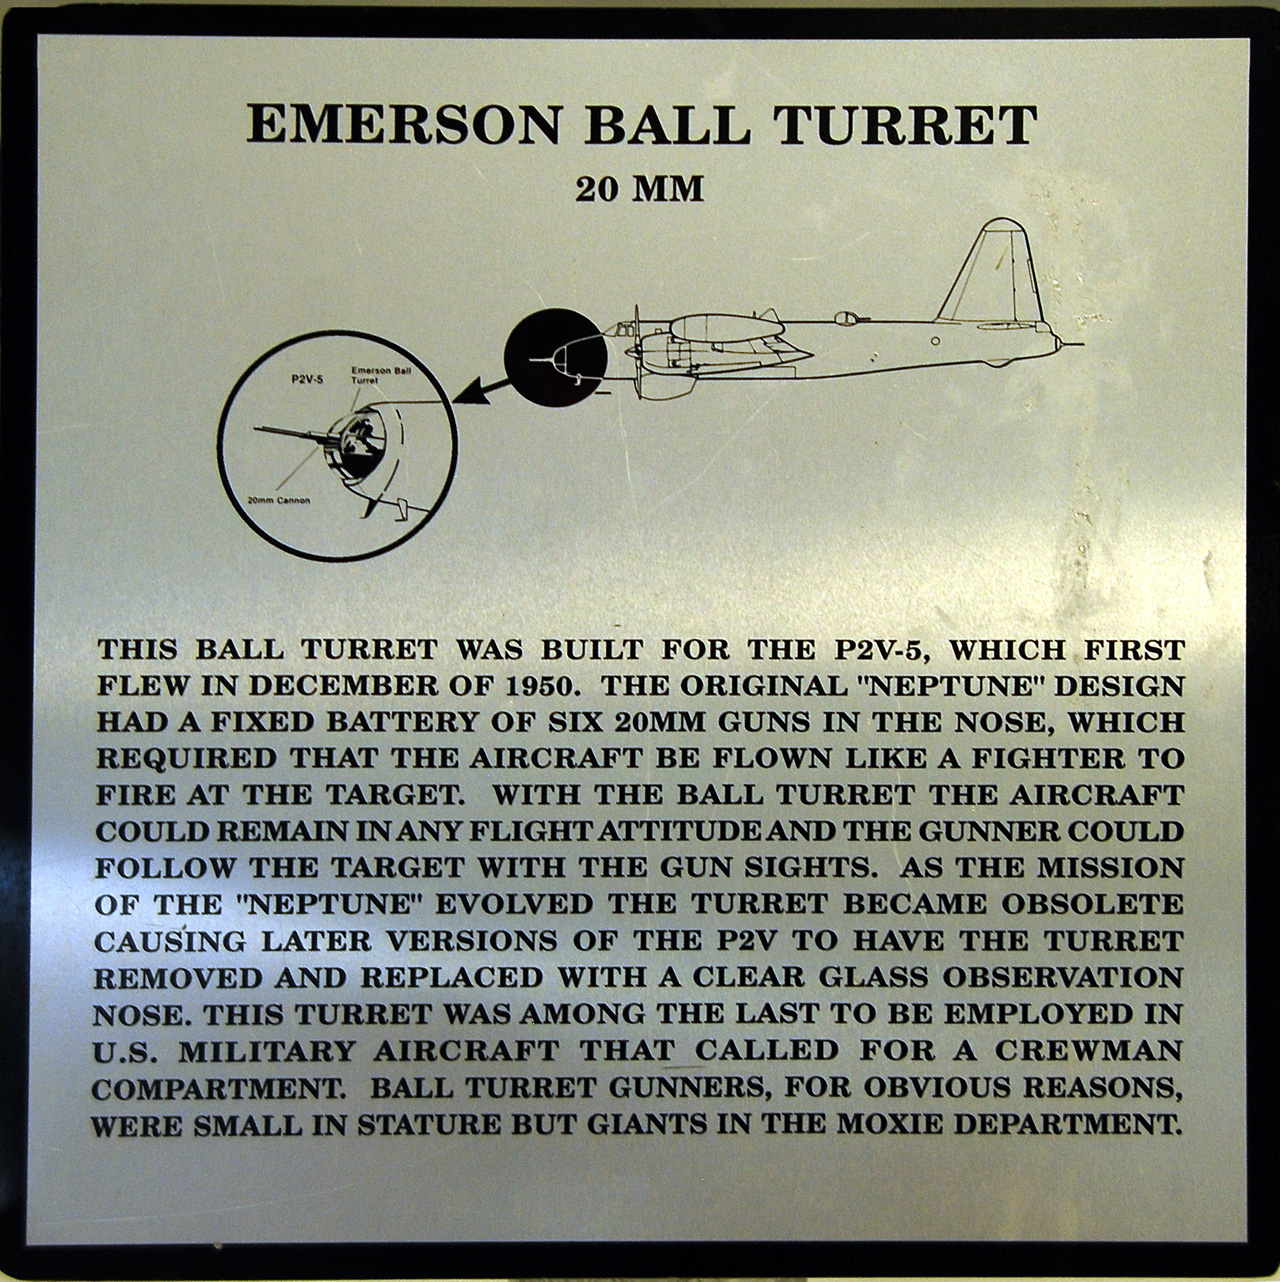 EMERSON BALL TURRET
20 MM
P2V-5
Emerson Ball
Turret
20mm Cannon
THIS BALL TURRET WAS BUILT FOR THE P2V-5, WHICH FIRST
FLEW IN DECEMBER OF 1950. THE ORIGINAL "NEPTUNE" DESIGN
HAD A FIXED BATTERY OF SIX 20MM GUNS IN THE NOSE, WHICH
REQUIRED THAT THE AIRCRAFT BE FLOWN LIKE A FIGHTER TO
FIRE AT THE TARGET. WITH THE BALL TURRET THE AIRCRAFT
COULD REMAIN IN ANY FLIGHT ATTITUDE AND THE GUNNER COULD
FOLLOW THE TARGET WITH THE GUN SIGHTS. AS THE MISSION
OF THE "NEPTUNE" EVOLVED THE TURRET BECAME OBSOLETE
CAUSING LATER VERSIONS OF THE P2V TO HAVE THE TURRET
REMOVED AND REPLACED WITH A CLEAR GLASS OBSERVATION
NOSE. THIS TURRET WAS AMONG THE LAST TO BE EMPLOYED IN
U.S. MILITARY AIRCRAFT THAT CALLED FOR A CREWMAN
COMPARTMENT. BALL TURRET GUNNERS, FOR OBVIOUS REASONS,
WERE SMALL IN STATURE BUT GIANTS IN THE MOXIE DEPARTMENT.